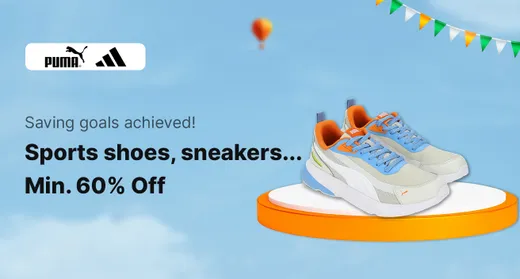 PUMA
Saving goals achieved!
Sports shoes, sneakers...
Min. 60% Off